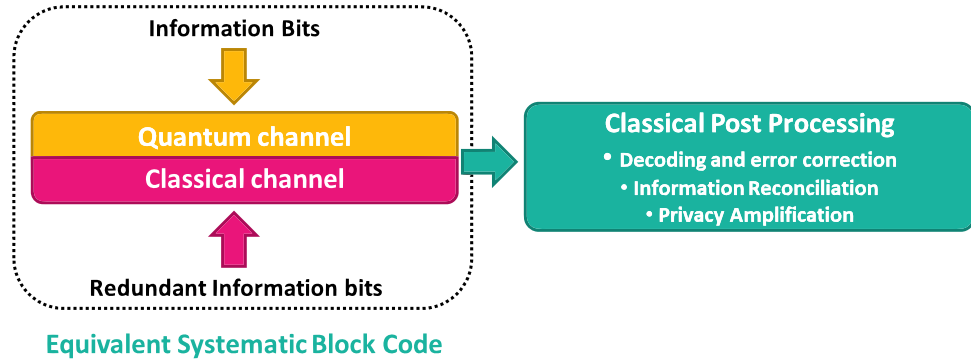 Information Bits
Quantum channel
Classical channel
Redundant Information bits
Equivalent Systematic Block Code
Classical Post Processing
• Decoding and error correction
• Information Reconciliation
• Privacy Amplification